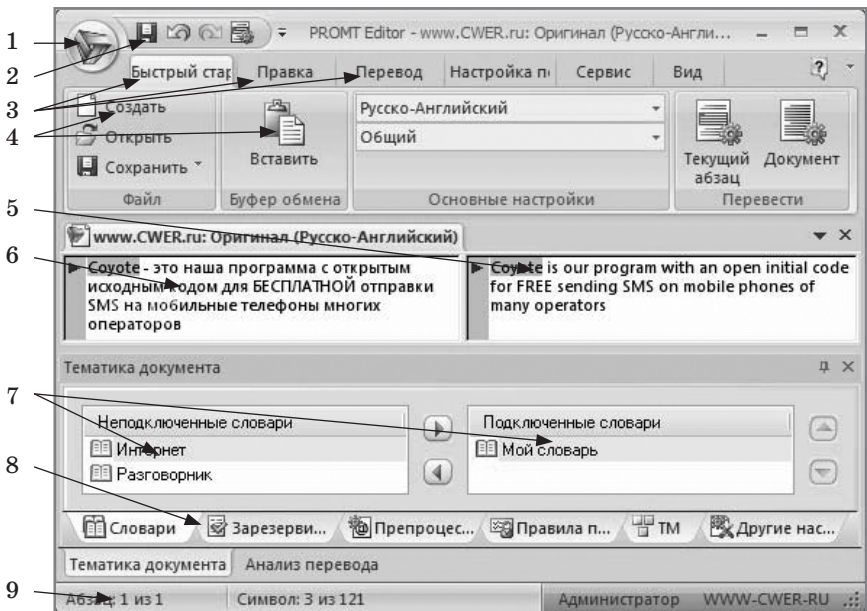 PROMT Editor - www.CWER.ru: Оригинал (Русско-Англи...
1
2
Быстрый стар Правка Перевод Настройка п Сервис Вид
3
Создать
4
Открыть
Сохранить
Вставить
Русско-Английский
Общий
Текущий абзац
Документ
Файл Буфер обмена Основные настройки Перевести
5
www.CWER.ru: Оригинал (Русско-Английский)
6
Coyote - это наша программа с открытым
исходным кодом для БЕСПЛАТНОЙ отправки
SMS на мобильные телефоны многих
операторов
Coyote is our program with an open initial code
for FREE sending SMS on mobile phones of
many operators
Тематика документа
7
Неподключенные словари
Интернет
Разговорник
Подключенные словари
Мой словарь
8
Словари Зарезерви... Препроцес... Правила п... ТМ Другие нас...
Тематика документа Анализ перевода
9
Абзац: 1 из 1 Символ: 3 из 121 Администратор WWW-CWER-RU